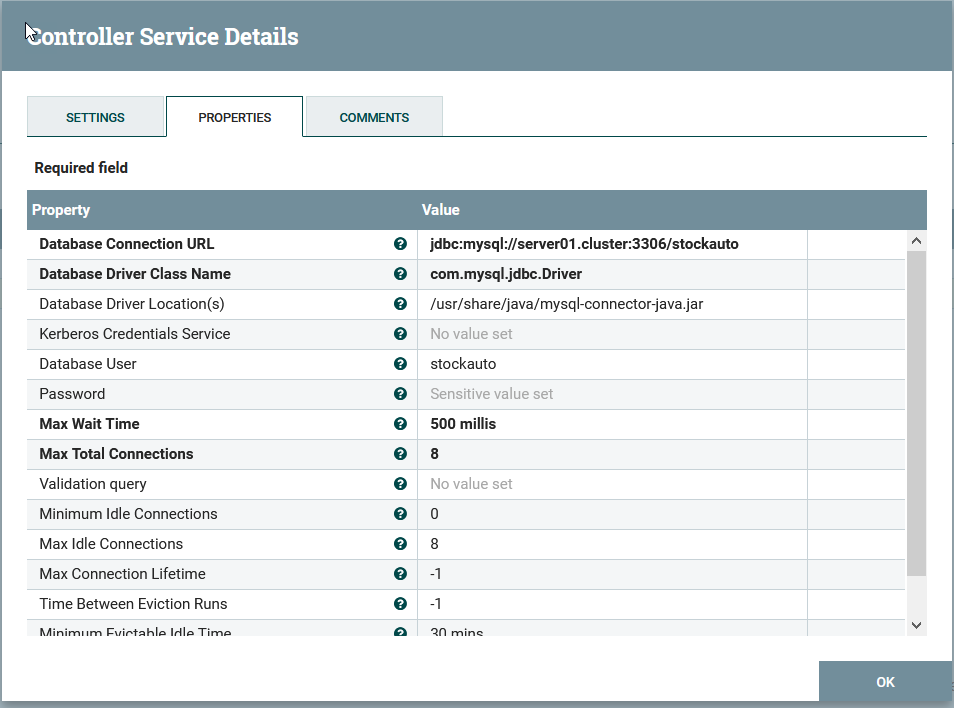 Controller Service Details
SETTINGS PROPERTIES COMMENTS
Required field
Property Value
Database Connection URL jdbc:mysql://server01.cluster:3306/stockauto
Database Driver Class Name com.mysql.jdbc.Driver
Database Driver Location(s) /usr/share/java/mysql-connector-java.jar
Kerberos Credentials Service No value set
Database User stockauto
Password Sensitive value set
Max Wait Time 500 millis
Max Total Connections 8
Validation query No value set
Minimum Idle Connections 0
Max Idle Connections 8
Max Connection Lifetime -1
Time Between Eviction Runs -1
Minimum Evictable Idle Time 30 mins
OK